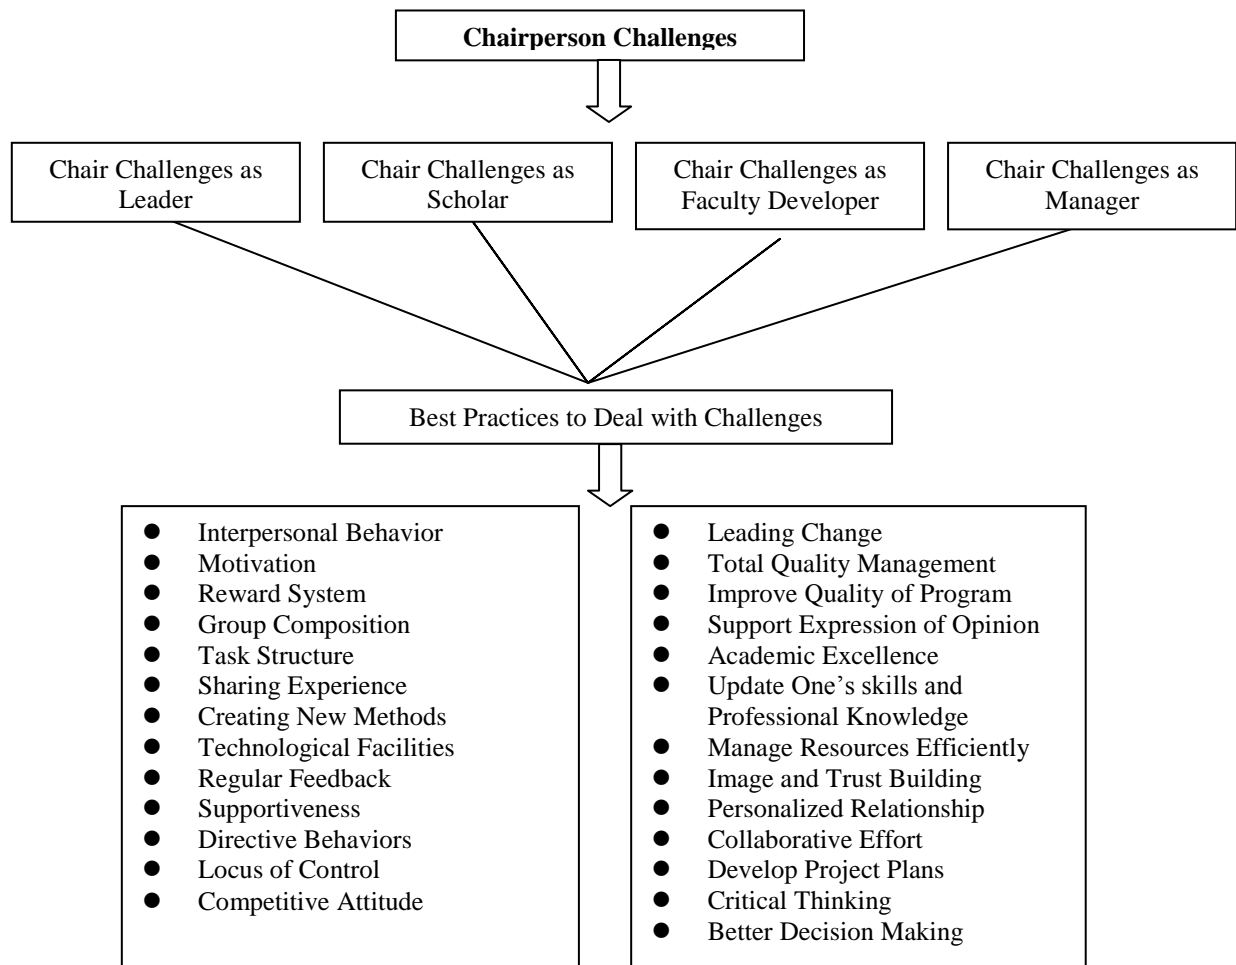 Chairperson Challenges
Chair Challenges as
Leader
Chair Challenges as
Scholar
Chair Challenges as
Faculty Developer
Chair Challenges as
Manager
Best Practices to Deal with Challenges
● Interpersonal Behavior
● Motivation
● Reward System
● Group Composition
● Task Structure
● Sharing Experience
● Creating New Methods
● Technological Facilities
● Regular Feedback
● Supportiveness
● Directive Behaviors
● Locus of Control
● Competitive Attitude
● Leading Change
● Total Quality Management
● Improve Quality of Program
● Support Expression of Opinion
● Academic Excellence
● Update One’s skills and
Professional Knowledge
● Manage Resources Efficiently
● Image and Trust Building
● Personalized Relationship
● Collaborative Effort
● Develop Project Plans
● Critical Thinking
● Better Decision Making